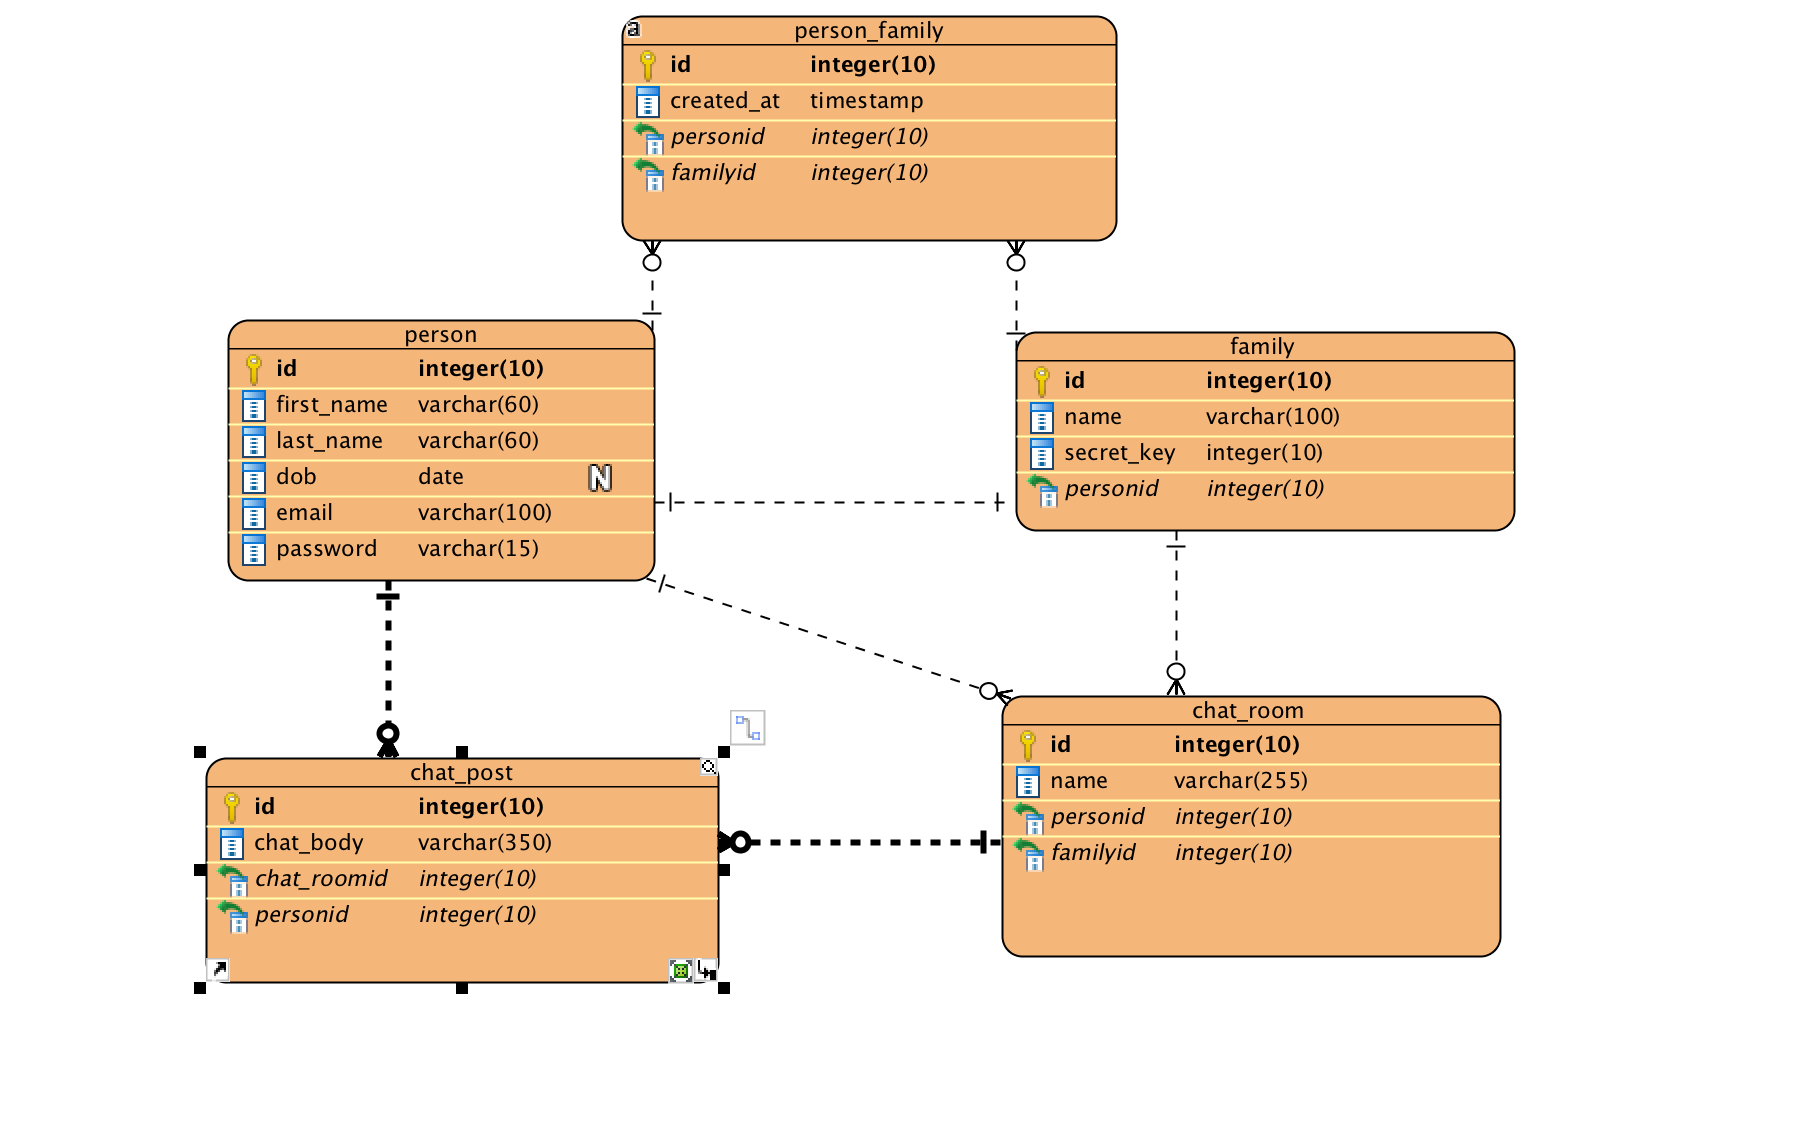 person_family
id integer(10)
created_at timestamp
personid integer(10)
familyid integer(10)
person
id integer(10)
first_name varchar(60)
last_name varchar(60)
dob date N
email varchar(100)
password varchar(15)
family
id integer(10)
name varchar(100)
secret_key integer(10)
personid integer(10)
chat_post
id integer(10)
chat_body varchar(350)
chat_roomid integer(10)
personid integer(10)
chat_room
id integer(10)
name varchar(255)
personid integer(10)
familyid integer(10)